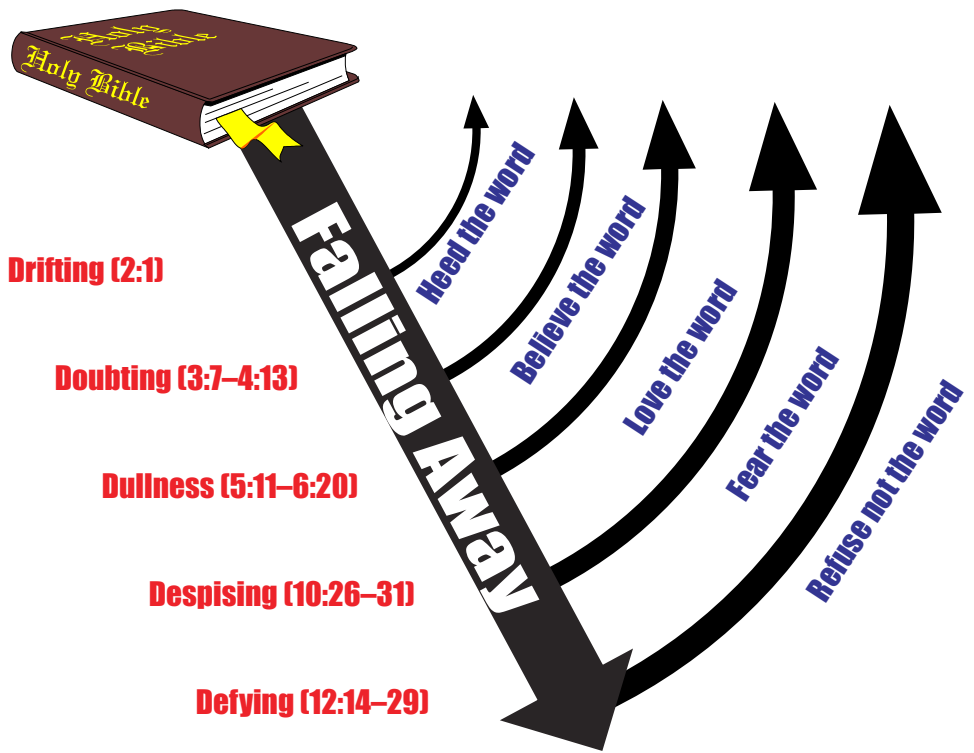 Holy Bible
Holy Bible
Falling Away
Drifting (2:1)
Heed the word
Doubting (3:7–4:13)
Believe the word
Dullness (5:11–6:20)
Love the word
Despising (10:26–31)
Fear the word
Defying (12:14–29)
Refuse not the word